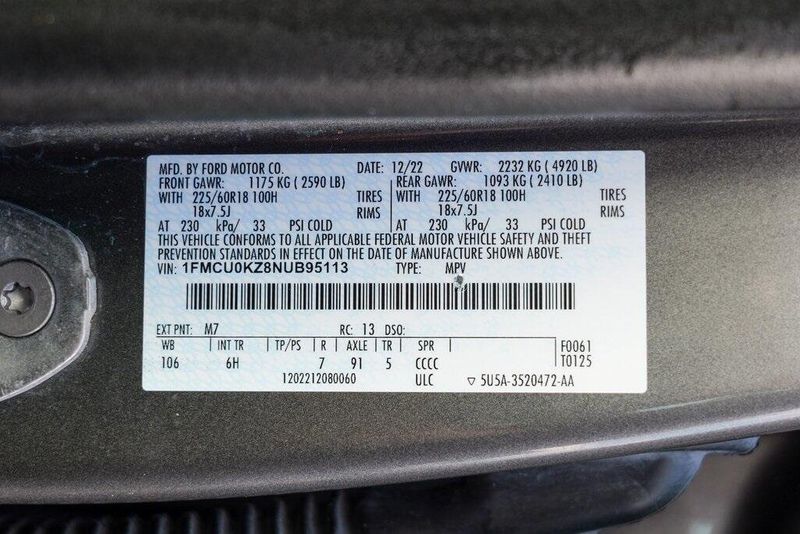 MFD. BY FORD MOTOR CO. DATE: 12/22 GVWR: 2232 KG ( 4920 LB)
FRONT GAWR: 1175 KG ( 2590 LB) REAR GAWR: 1093 KG ( 2410 LB)
WITH 225/60R18 100H TIRES WITH 225/60R18 100H TIRES
18x7.5J RIMS 18x7.5J RIMS
AT 230 kPa/ 33 PSI COLD AT 230 kPa/ 33 PSI COLD
THIS VEHICLE CONFORMS TO ALL APPLICABLE FEDERAL MOTOR VEHICLE SAFETY AND THEFT
PREVENTION STANDARDS IN EFFECT ON THE DATE OF MANUFACTURE SHOWN ABOVE.
VIN: 1FMCU0KZ8NUB95113 TYPE: MPV
EXT PNT: M7 RC: 13 DSO: F0061
WB INT TR TP/PS R AXLE TR SPR T0125
106 6H 7 91 5 CCCC
1202212080060 ULC ▽ 5U5A-3520472-AA